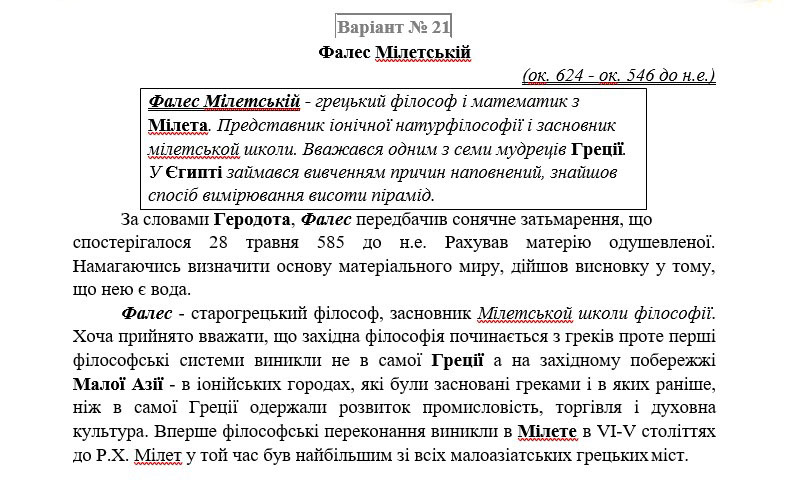 Варіант № 21
Фалес Мілетській
(ок. 624 - ок. 546 до н.е.)
Фалес Мілетській - грецький філософ і математик з
Мілета. Представник іонічної натурфілософії і засновник
мілетськой школи. Вважався одним з семи мудреців Греції.
У Єгипті займався вивченням причин наповнений, знайшов
спосіб вимірювання висоти пірамід.
За словами Геродота, Фалес передбачив сонячне затьмарення, що
спостерігалося 28 травня 585 до н.е. Рахував матерію одушевленої.
Намагаючись визначити основу матеріального миру, дійшов висновку у тому,
що нею є вода.
Фалес - старогрецький філософ, засновник Мілетськой школи філософії.
Хоча прийнято вважати, що західна філософія починається з греків проте перші
філософські системи виникли не в самої Греції а на західному побережжі
Малої Азії - в іонійських городах, які були засновані греками і в яких раніше,
ніж в самої Греції одержали розвиток промисловість, торгівля і духовна
культура. Вперше філософські переконання виникли в Мілете в VI-V століттях
до Р.Х. Мілет у той час був найбільшим зі всіх малоазіатських грецьких міст.